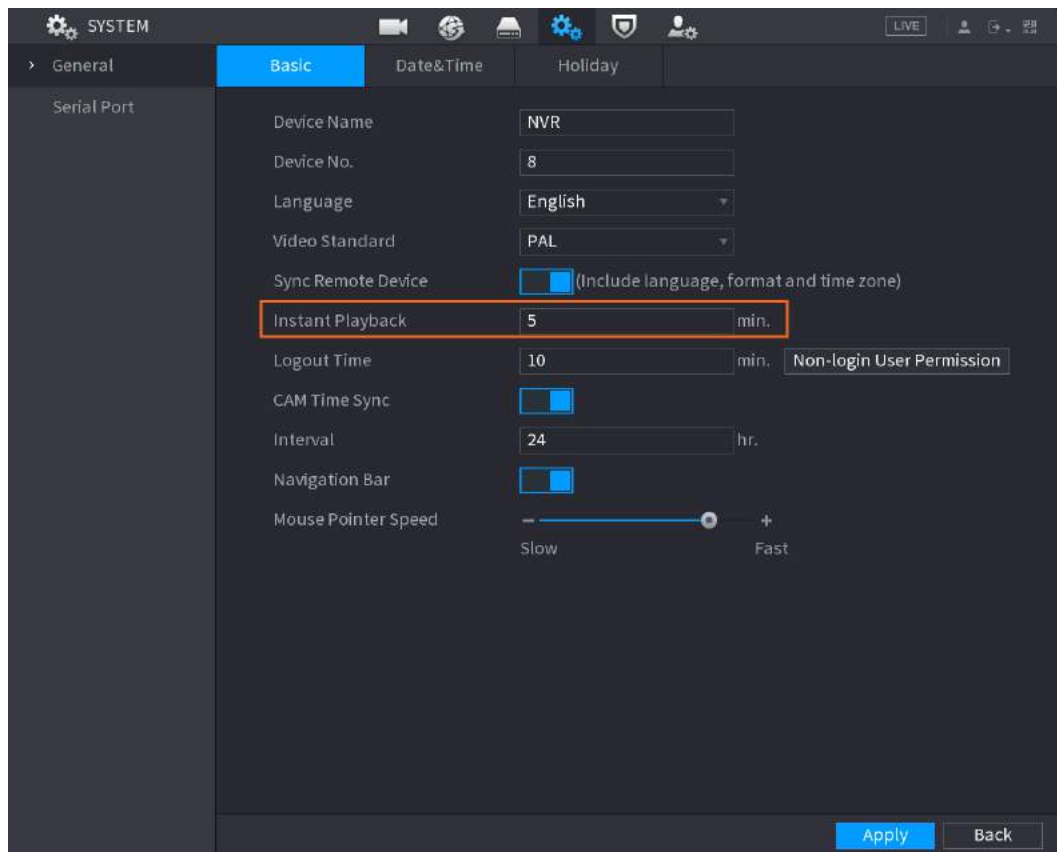 SYSTEM
LIVE
General
Basic Date&Time Holiday
Serial Port
Device Name NVR
Device No. 8
Language English
Video Standard PAL
Sync Remote Device (Include language, format and time zone)
Instant Playback 5 min.
Logout Time 10 min. Non-login User Permission
CAM Time Sync
Interval 24 hr.
Navigation Bar
Mouse Pointer Speed
Slow Fast
Apply Back